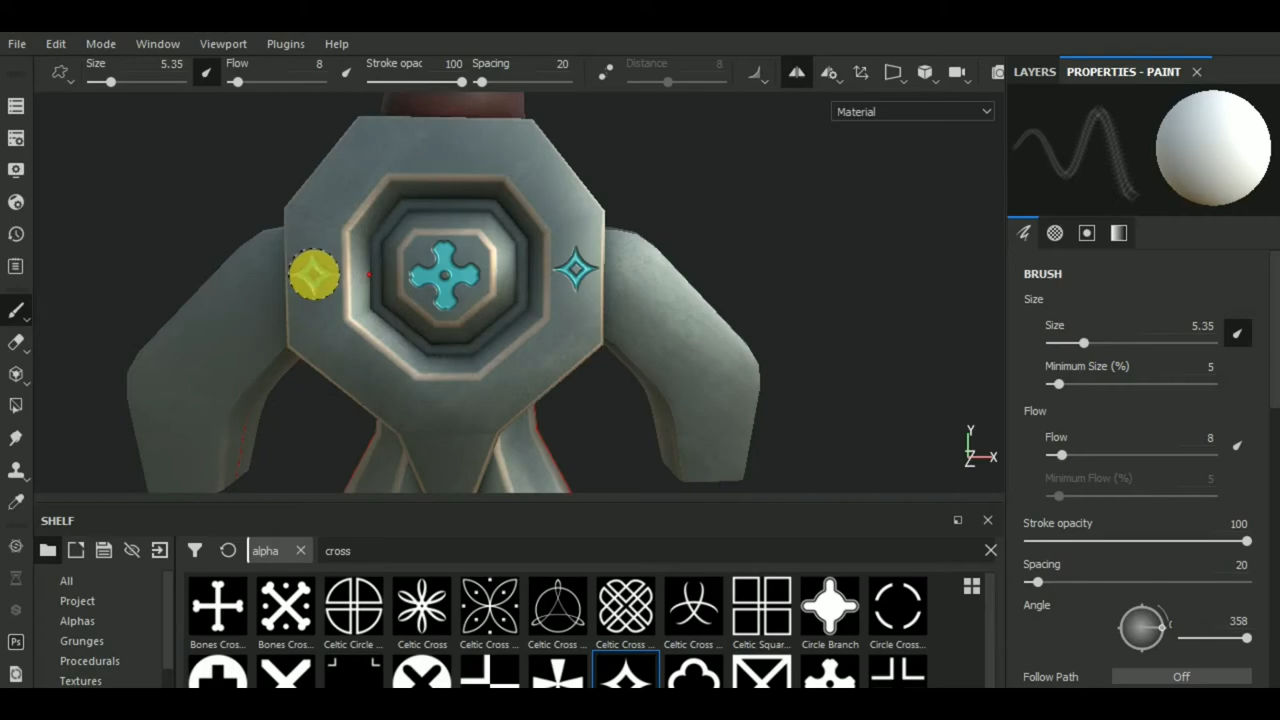 File Edit Mode Window Viewport Plugins Help
Size 5.35 Flow 8 Stroke opac 100 Spacing 20 Distance 8
LAYERS PROPERTIES - PAINT
Material
BRUSH
Size
Size 5.35
Minimum Size (%) 5
Flow
Flow 8
Minimum Flow (%) 5
Stroke opacity 100
Spacing 20
Angle
358
Follow Path Off
Y
Z X
SHELF
alpha cross
All
Project
Alphas
Grunges
Procedurals
Textures
Bones Cros... Bones Cros... Celtic Circle ... Celtic Cross Celtic Cross ... Celtic Cross ... Celtic Cross ... Celtic Cross ... Celtic Squar... Circle Branch Circle Cross...
Ps